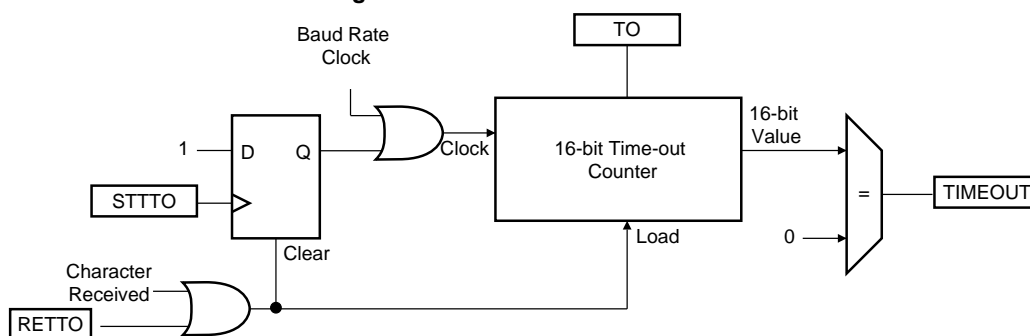 g
Baud Rate
Clock
TO
1
D
Q
Clock
16-bit Time-out
Counter
16-bit
Value
STTTO
=
TIMEOUT
Clear
Load
0
Character
Received
RETTO